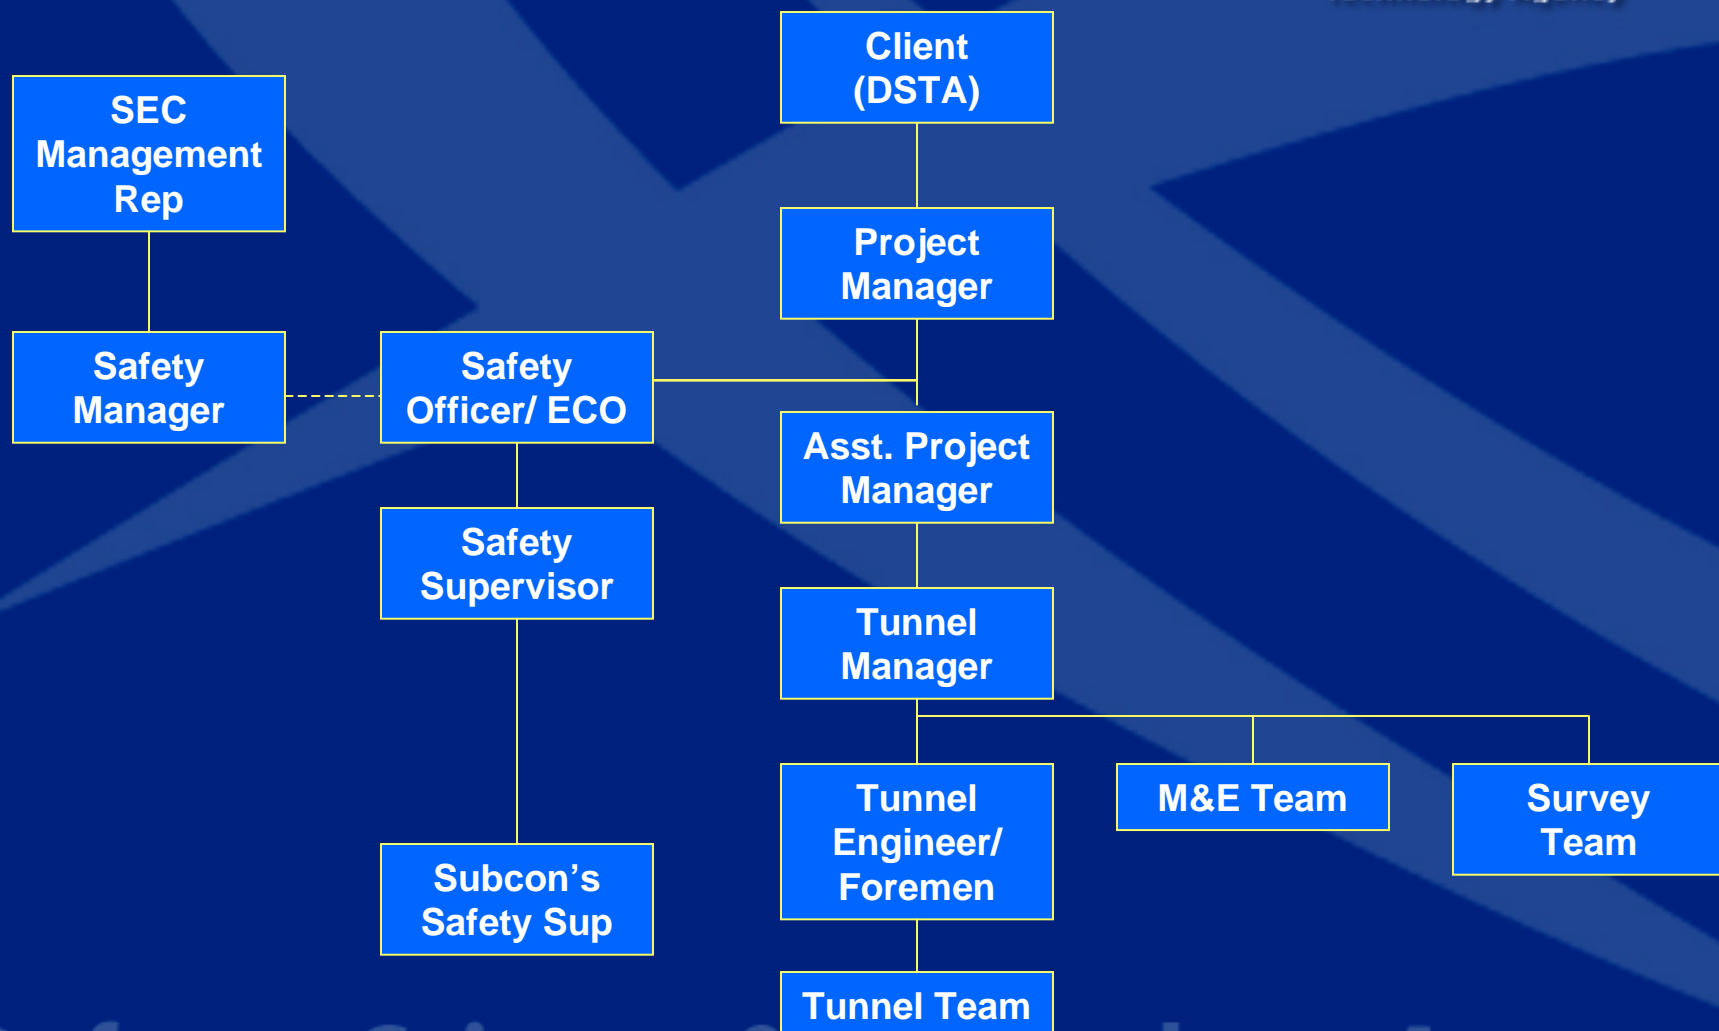 Client
(DSTA)
SEC
Management
Rep
Project
Manager
Safety
Manager
Safety
Officer/ ECO
Asst. Project
Manager
Safety
Supervisor
Tunnel
Manager
Tunnel
Engineer/
Foremen
M&E Team
Survey
Team
Subcon’s
Safety Sup
Tunnel Team